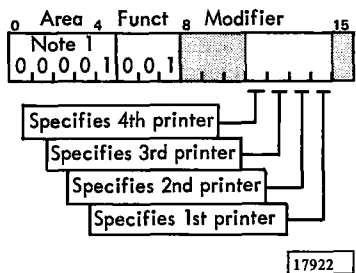 0 Area 4 Funct 8 Modifier 15
Note 1
0 0 0 0 1 0 0 1
Specifies 4th printer
Specifies 3rd printer
Specifies 2nd printer
Specifies 1st printer
17922